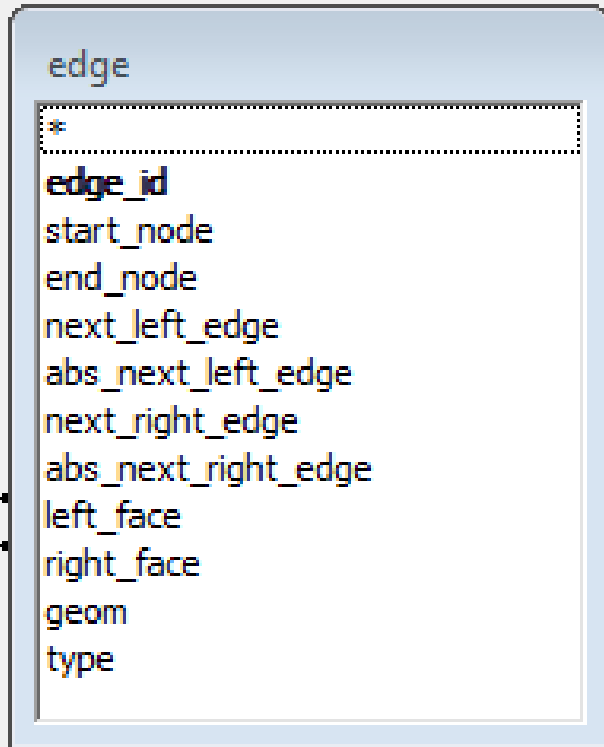 edge
*
edge_id
start_node
end_node
next_left_edge
abs_next_left_edge
next_right_edge
abs_next_right_edge
left_face
right_face
geom
type